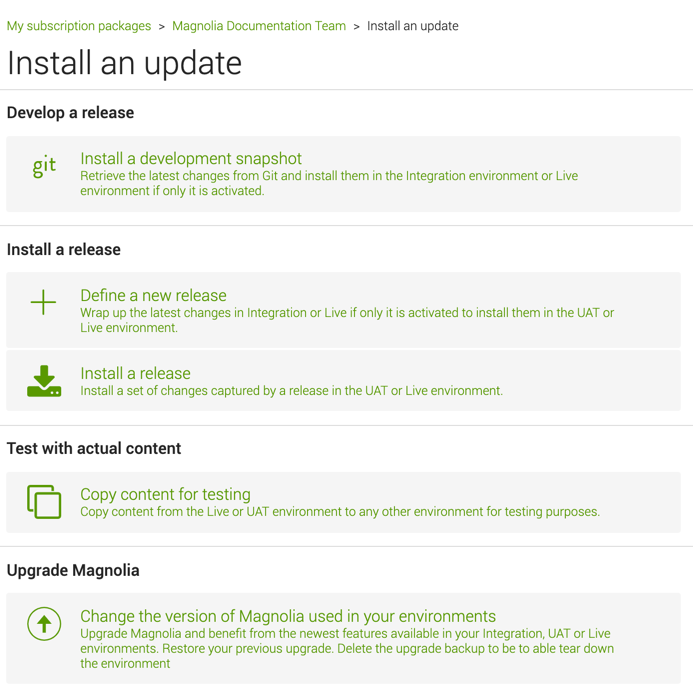 My subscription packages > Magnolia Documentation Team > Install an update
Install an update
Develop a release
git
Install a development snapshot
Retrieve the latest changes from Git and install them in the Integration environment or Live
environment if only it is activated.
Install a release
Define a new release
Wrap up the latest changes in Integration or Live if only it is activated to install them in the UAT or
Live environment.
Install a release
Install a set of changes captured by a release in the UAT or Live environment.
Test with actual content
Copy content for testing
Copy content from the Live or UAT environment to any other environment for testing purposes.
Upgrade Magnolia
Change the version of Magnolia used in your environments
Upgrade Magnolia and benefit from the newest features available in your Integration, UAT or Live
environments. Restore your previous upgrade. Delete the upgrade backup to be to able tear down
the environment